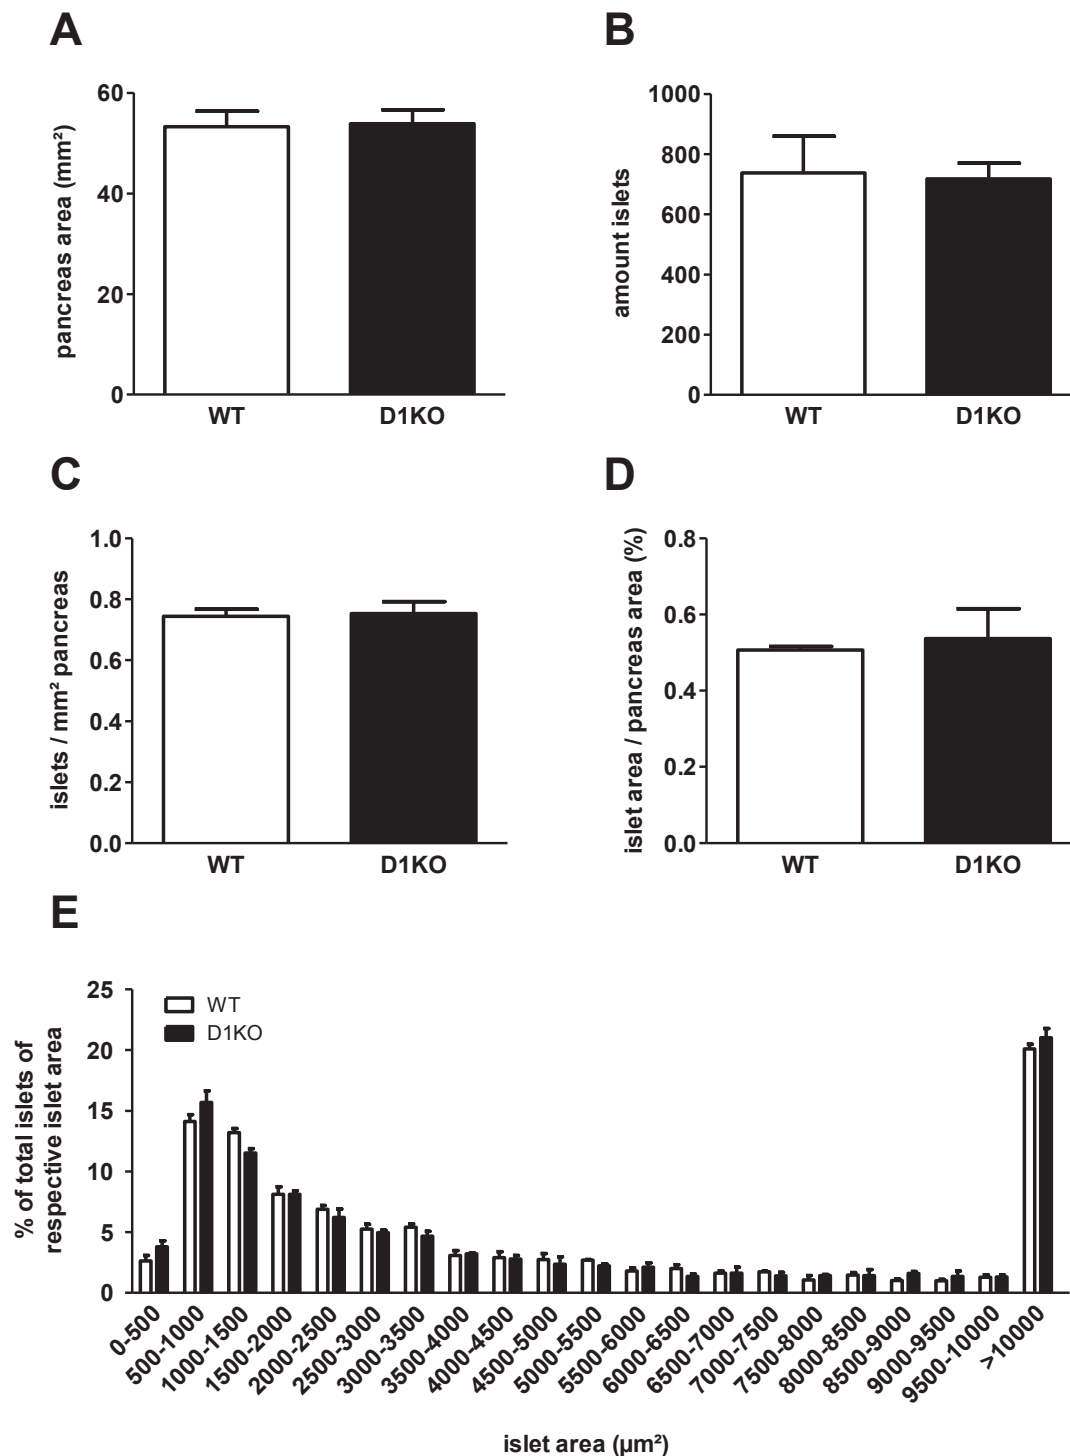 A
pancreas area (mm²)
60
40
20
0
WT D1KO
B
amount islets
1000
800
600
400
200
0
WT D1KO
C
islets / mm² pancreas
1.0
0.8
0.6
0.4
0.2
0.0
WT D1KO
D
islet area / pancreas area (%)
0.8
0.6
0.4
0.2
0.0
WT D1KO
E
% of total islets of
respective islet area
25
20
15
10
5
0
WT
D1KO
0-500
500-1000
1000-1500
1500-2000
2000-2500
2500-3000
3000-3500
3500-4000
4000-4500
4500-5000
5000-5500
5500-6000
6000-6500
6500-7000
7000-7500
7500-8000
8000-8500
8500-9000
9000-9500
9500-10000
>10000
islet area (µm²)